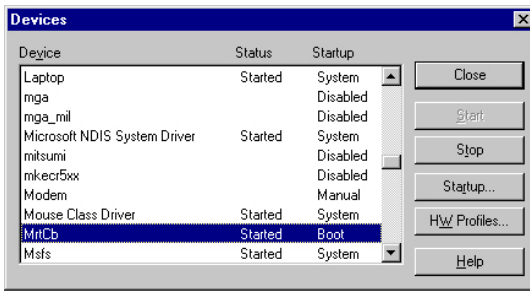 Devices
Device Status Startup
Laptop Started System
mga Disabled
mga_mil Disabled
Microsoft NDIS System Driver Started System
mitsumi Disabled
mkecr5xx Disabled
Modem Manual
Mouse Class Driver Started System
MrtCb Started Boot
Msfs Started System
Close
Start
Stop
Startup...
HW Profiles...
Help